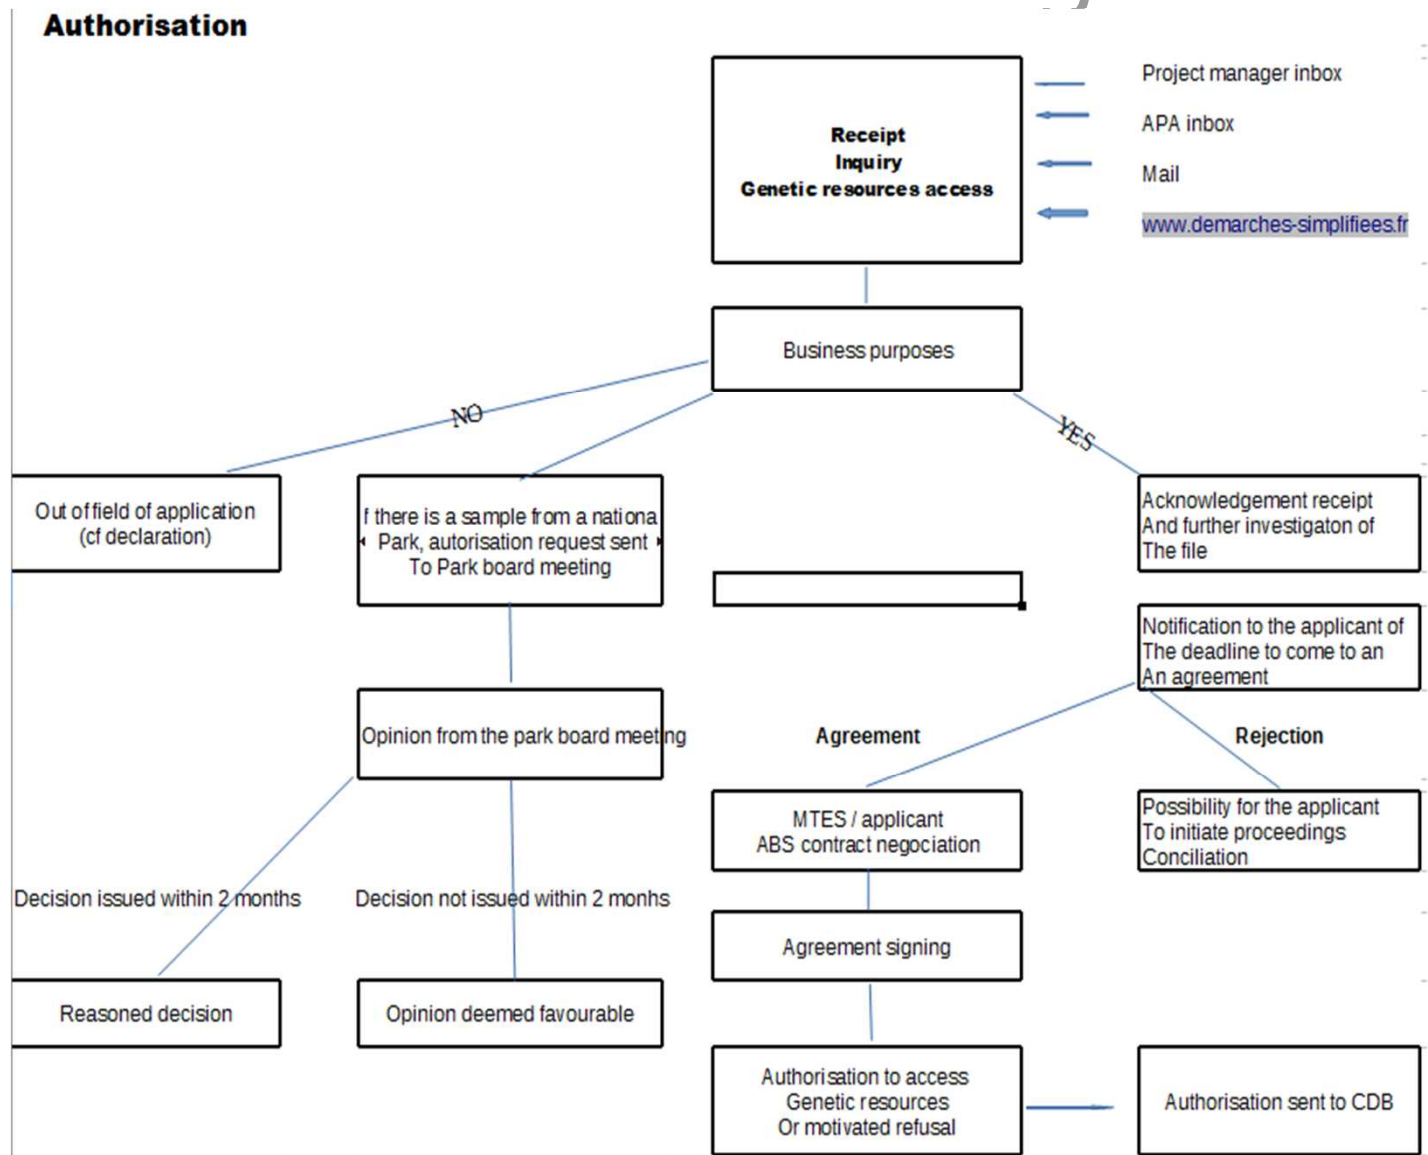 Authorisation
Receipt
Inquiry
Genetic resources access
Project manager inbox
APA inbox
Mail
www.demarches-simplifiees.fr
Business purposes
NO
YES
Out of field of application
(cf declaration)
f there is a sample from a nationa
Park, autorisation request sent
To Park board meeting
Acknowledgement receipt
And further investigaton of
The file
Notification to the applicant of
The deadline to come to an
An agreement
Opinion from the park board meeting
Agreement
Rejection
MTES / applicant
ABS contract negociation
Possibility for the applicant
To initiate proceedings
Conciliation
Decision issued within 2 months
Decision not issued within 2 monhs
Agreement signing
Reasoned decision
Opinion deemed favourable
Authorisation to access
Genetic resources
Or motivated refusal
Authorisation sent to CDB